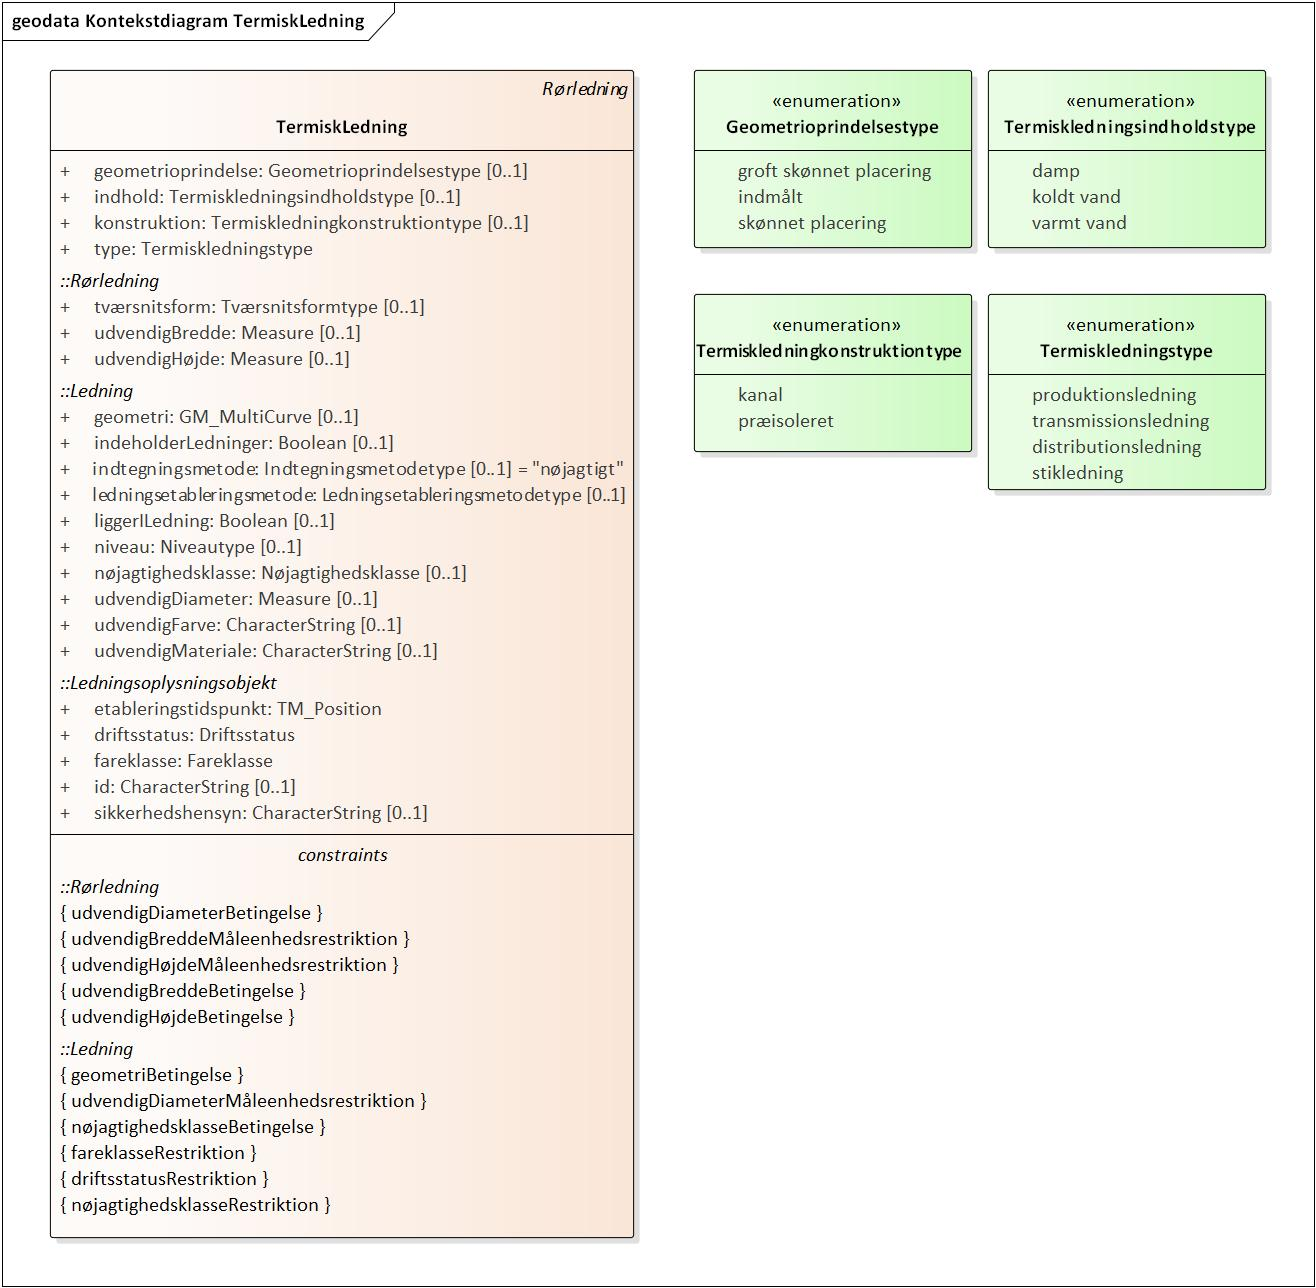 geodata Kontekstdiagram TermiskLedning
Rørledning
TermiskLedning
+ geometrioprindelse: Geometrioprindelsestype [0..1]
+ indhold: Termiskledningsindholdstype [0..1]
+ konstruktion: Termiskledningkonstruktiontype [0..1]
+ type: Termiskledningstype
::Rørledning
+ tværsnitsform: Tværsnitsformtype [0..1]
+ udvendigBredde: Measure [0..1]
+ udvendigHøjde: Measure [0..1]
::Ledning
+ geometri: GM_MultiCurve [0..1]
+ indeholderLedninger: Boolean [0..1]
+ indtegningsmetode: Indtegningsmetodetype [0..1] = "nøjagtigt"
+ ledningsetableringsmetode: Ledningsetableringsmetodetype [0..1]
+ liggerILedning: Boolean [0..1]
+ niveau: Niveautype [0..1]
+ nøjagtighedsklasse: Nøjagtighedsklasse [0..1]
+ udvendigDiameter: Measure [0..1]
+ udvendigFarve: CharacterString [0..1]
+ udvendigMateriale: CharacterString [0..1]
::Ledningsoplysningsobjekt
+ etableringstidspunkt: TM_Position
+ driftsstatus: Driftsstatus
+ fareklasse: Fareklasse
+ id: CharacterString [0..1]
+ sikkerhedshensyn: CharacterString [0..1]
constraints
::Rørledning
{ udvendigDiameterBetingelse }
{ udvendigBreddeMåleenhedsrestriktion }
{ udvendigHøjdeMåleenhedsrestriktion }
{ udvendigBreddeBetingelse }
{ udvendigHøjdeBetingelse }
::Ledning
{ geometriBetingelse }
{ udvendigDiameterMåleenhedsrestriktion }
{ nøjagtighedsklasseBetingelse }
{ fareklasseRestriktion }
{ driftsstatusRestriktion }
{ nøjagtighedsklasseRestriktion }
«enumeration»
Geometrioprindelsestype
groft skønnet placering
indmålt
skønnet placering
«enumeration»
Termiskledningsindholdstype
damp
koldt vand
varmt vand
«enumeration»
Termiskledningkonstruktiontype
kanal
præisoleret
«enumeration»
Termiskledningstype
produktionsledning
transmissionsledning
distributionsledning
stikledning